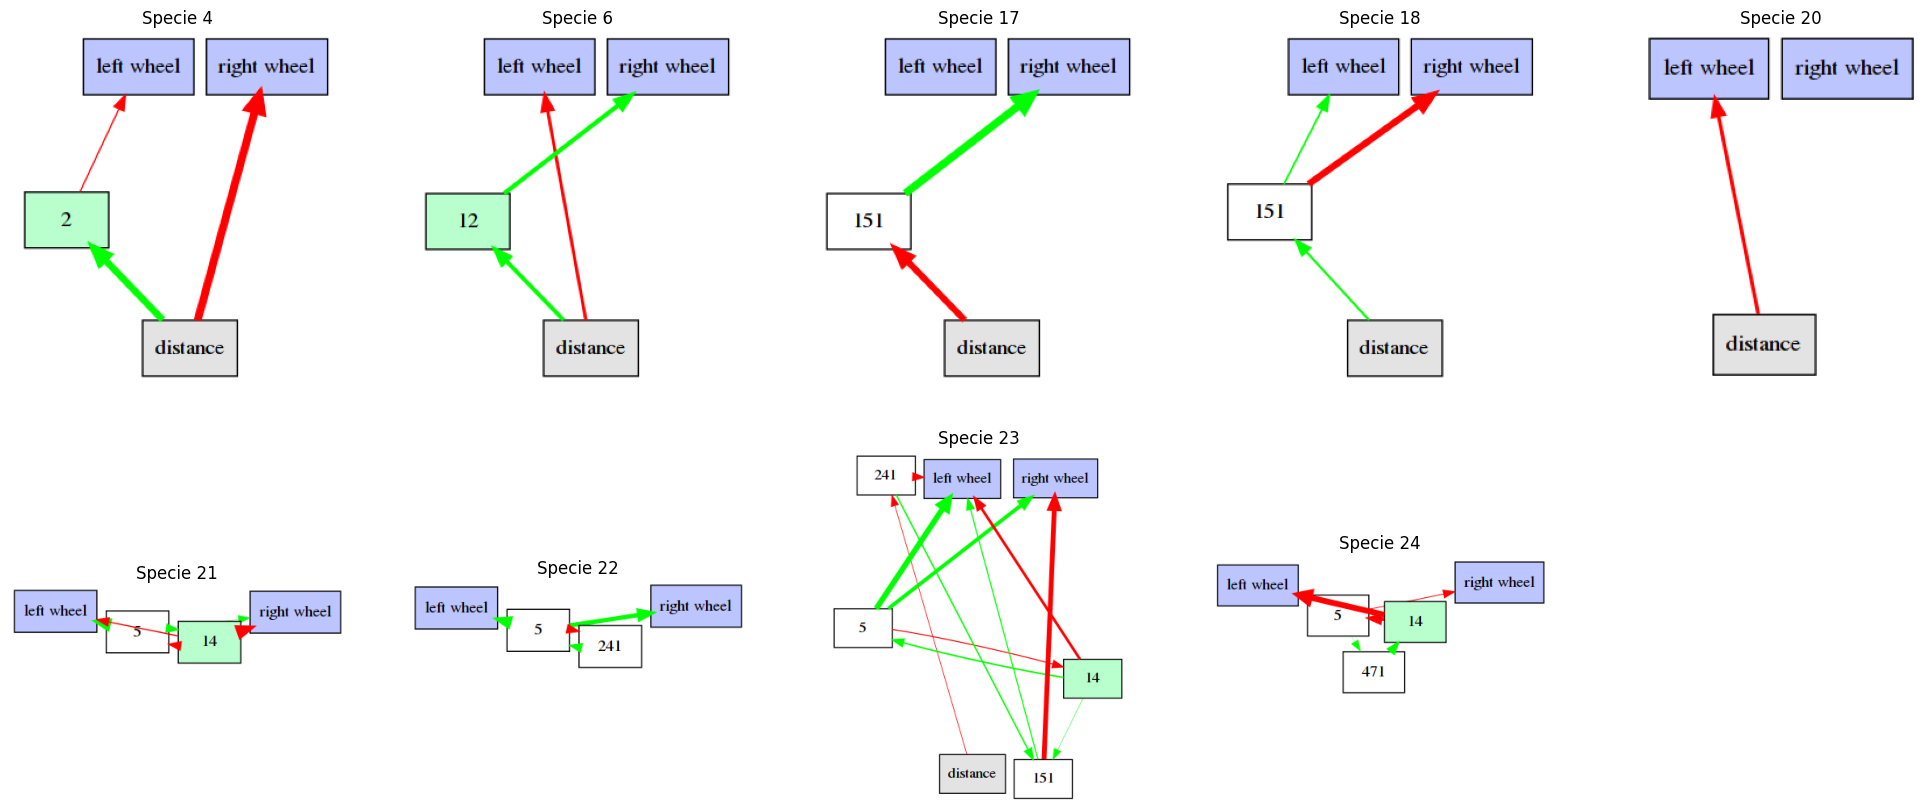 Specie 4
left wheel
right wheel
2
distance
Specie 6
left wheel
right wheel
12
distance
Specie 17
left wheel
right wheel
151
distance
Specie 18
left wheel
right wheel
151
distance
Specie 20
left wheel
right wheel
distance
Specie 21
left wheel
right wheel
5
14
Specie 22
left wheel
right wheel
5
241
Specie 23
241
left wheel
right wheel
5
14
distance
151
Specie 24
left wheel
right wheel
5
14
471